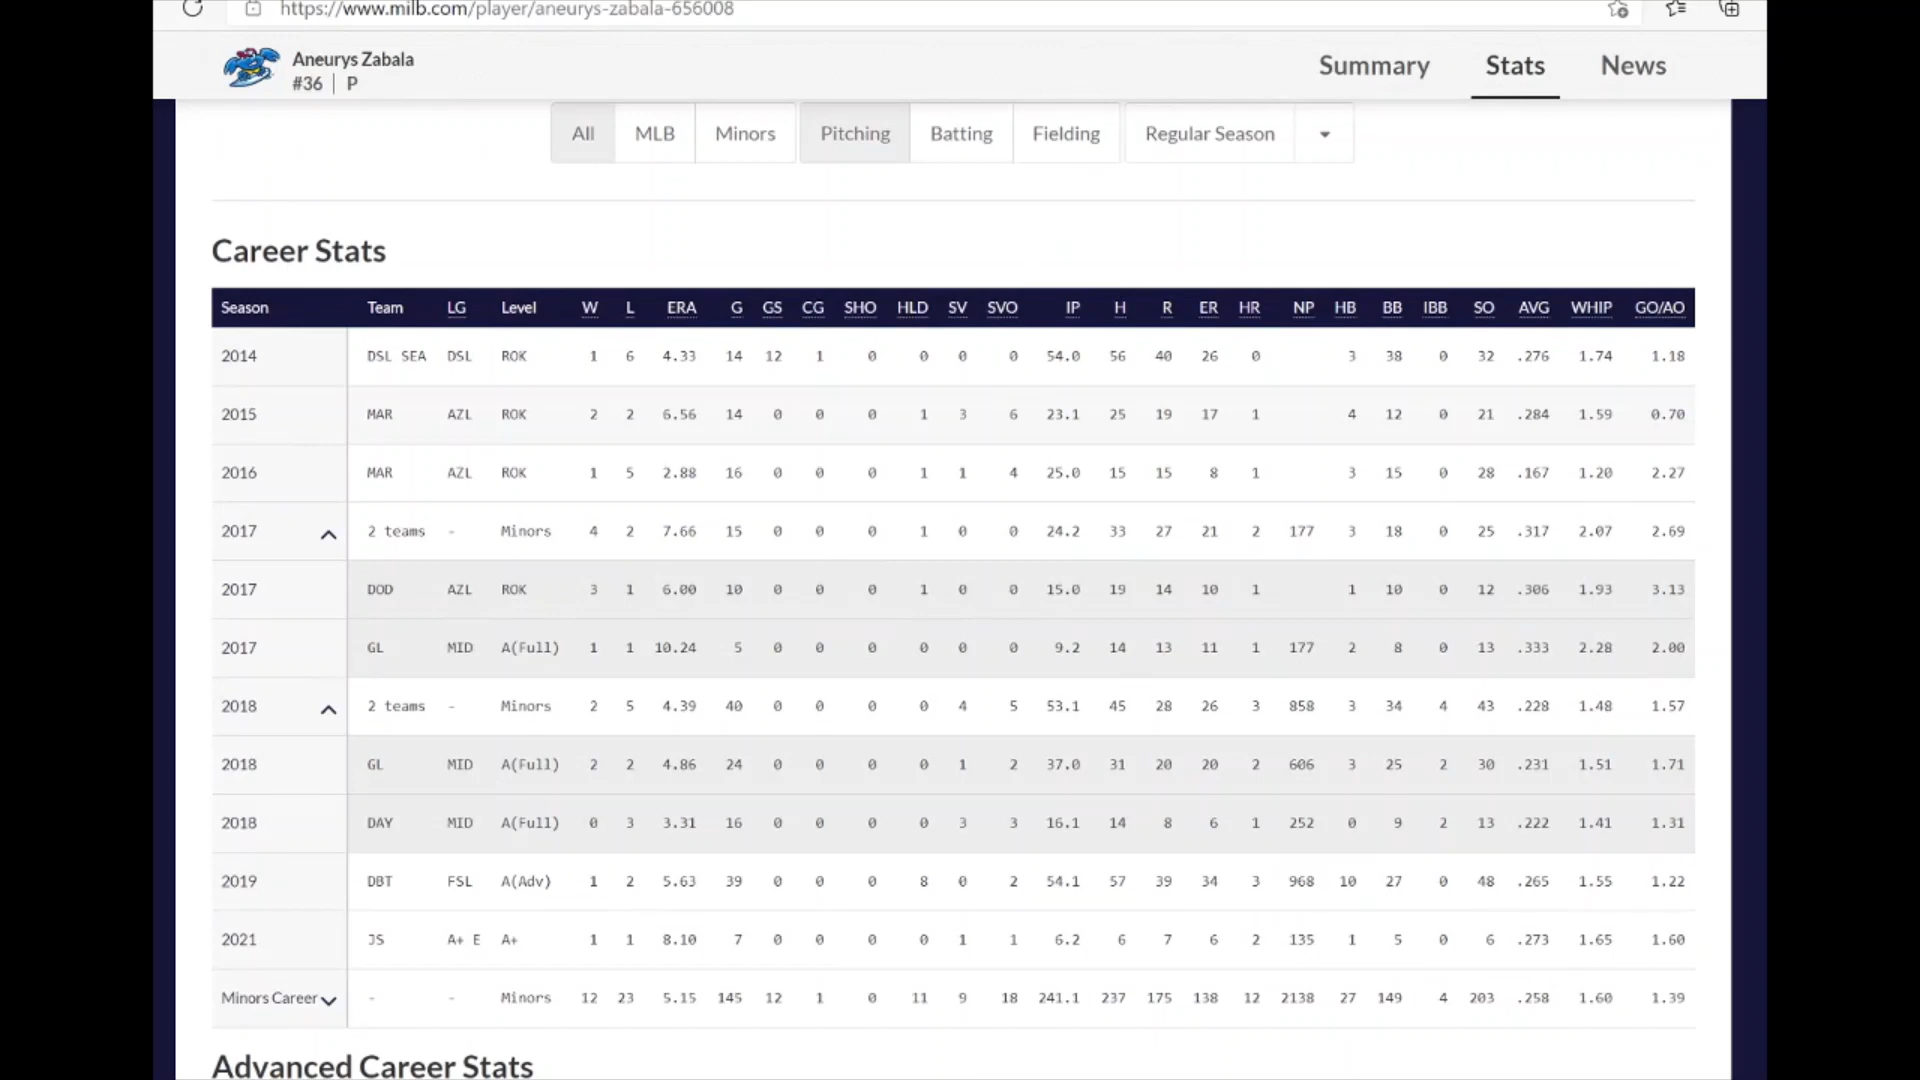 https://www.milb.com/player/aneurys-zabala-656008
Aneurys Zabala
#36 | P
Summary Stats News
All MLB Minors Pitching Batting Fielding Regular Season
Career Stats
Season Team LG Level W L ERA G GS CG SHO HLD SV SVO IP H R ER HR NP HB BB IBB SO AVG WHIP GO/AO
2014 DSL SEA DSL ROK 1 6 4.33 14 12 1 0 0 0 0 54.0 56 40 26 0 3 38 0 32 .276 1.74 1.18
2015 MAR AZL ROK 2 2 6.56 14 0 0 0 1 3 6 23.1 25 19 17 1 4 12 0 21 .284 1.59 0.70
2016 MAR AZL ROK 1 5 2.88 16 0 0 0 1 1 4 25.0 15 15 8 1 3 15 0 28 .167 1.20 2.27
2017 2 teams - Minors 4 2 7.66 15 0 0 0 1 0 0 24.2 33 27 21 2 177 3 18 0 25 .317 2.07 2.69
2017 DOD AZL ROK 3 1 6.00 10 0 0 0 1 0 0 15.0 19 14 10 1 1 10 0 12 .306 1.93 3.13
2017 GL MID A(Full) 1 1 10.24 5 0 0 0 0 0 0 9.2 14 13 11 1 177 2 8 0 13 .333 2.28 2.00
2018 2 teams - Minors 2 5 4.39 40 0 0 0 0 4 5 53.1 45 28 26 3 858 3 34 4 43 .228 1.48 1.57
2018 GL MID A(Full) 2 2 4.86 24 0 0 0 0 1 2 37.0 31 20 20 2 606 3 25 2 30 .231 1.51 1.71
2018 DAY MID A(Full) 0 3 3.31 16 0 0 0 0 3 3 16.1 14 8 6 1 252 0 9 2 13 .222 1.41 1.31
2019 DBT FSL A(Adv) 1 2 5.63 39 0 0 0 8 0 2 54.1 57 39 34 3 968 10 27 0 48 .265 1.55 1.22
2021 JS A+ E A+ 1 1 8.10 7 0 0 0 0 1 1 6.2 6 7 6 2 135 1 5 0 6 .273 1.65 1.60
Minors Career - - Minors 12 23 5.15 145 12 1 0 11 9 18 241.1 237 175 138 12 2138 27 149 4 203 .258 1.60 1.39
Advanced Career Stats